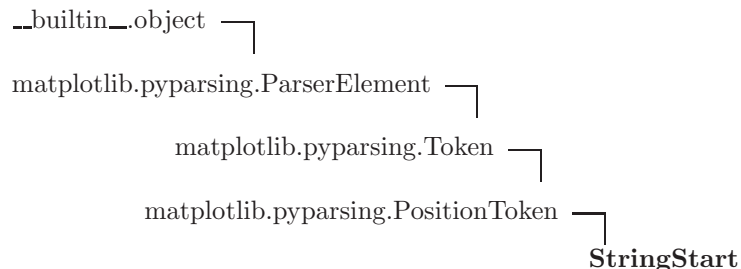 __builtin__.object
matplotlib.pyparsing.ParserElement
matplotlib.pyparsing.Token
matplotlib.pyparsing.PositionToken
StringStart